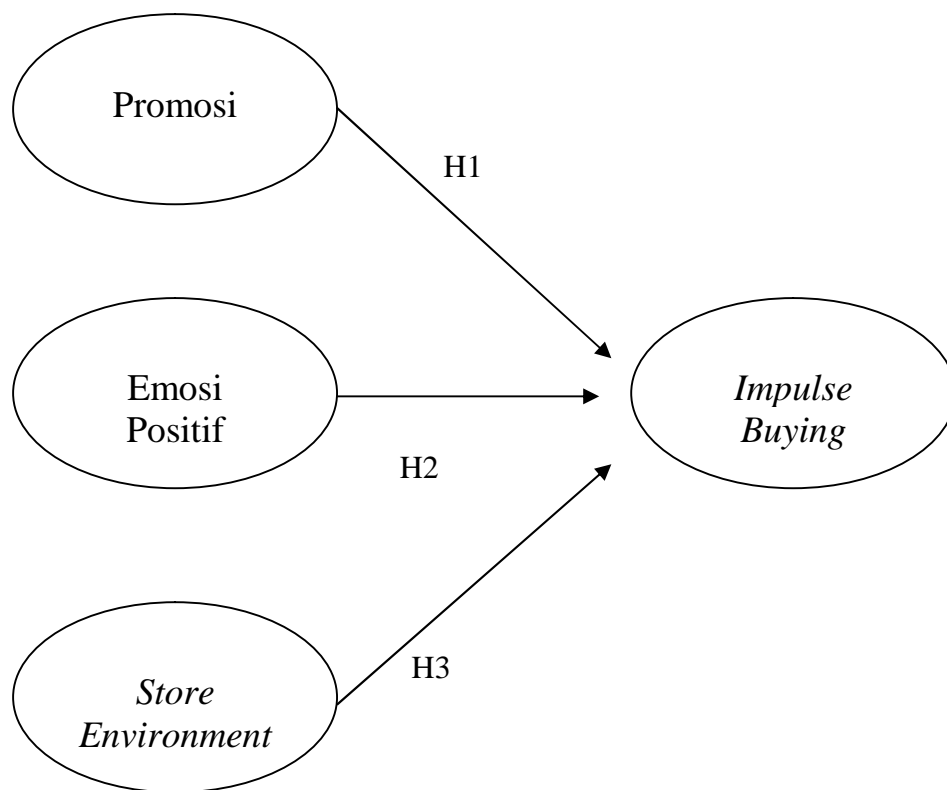 Promosi
H1
Emosi
Positif
Impulse
Buying
H2
H3
Store
Environment